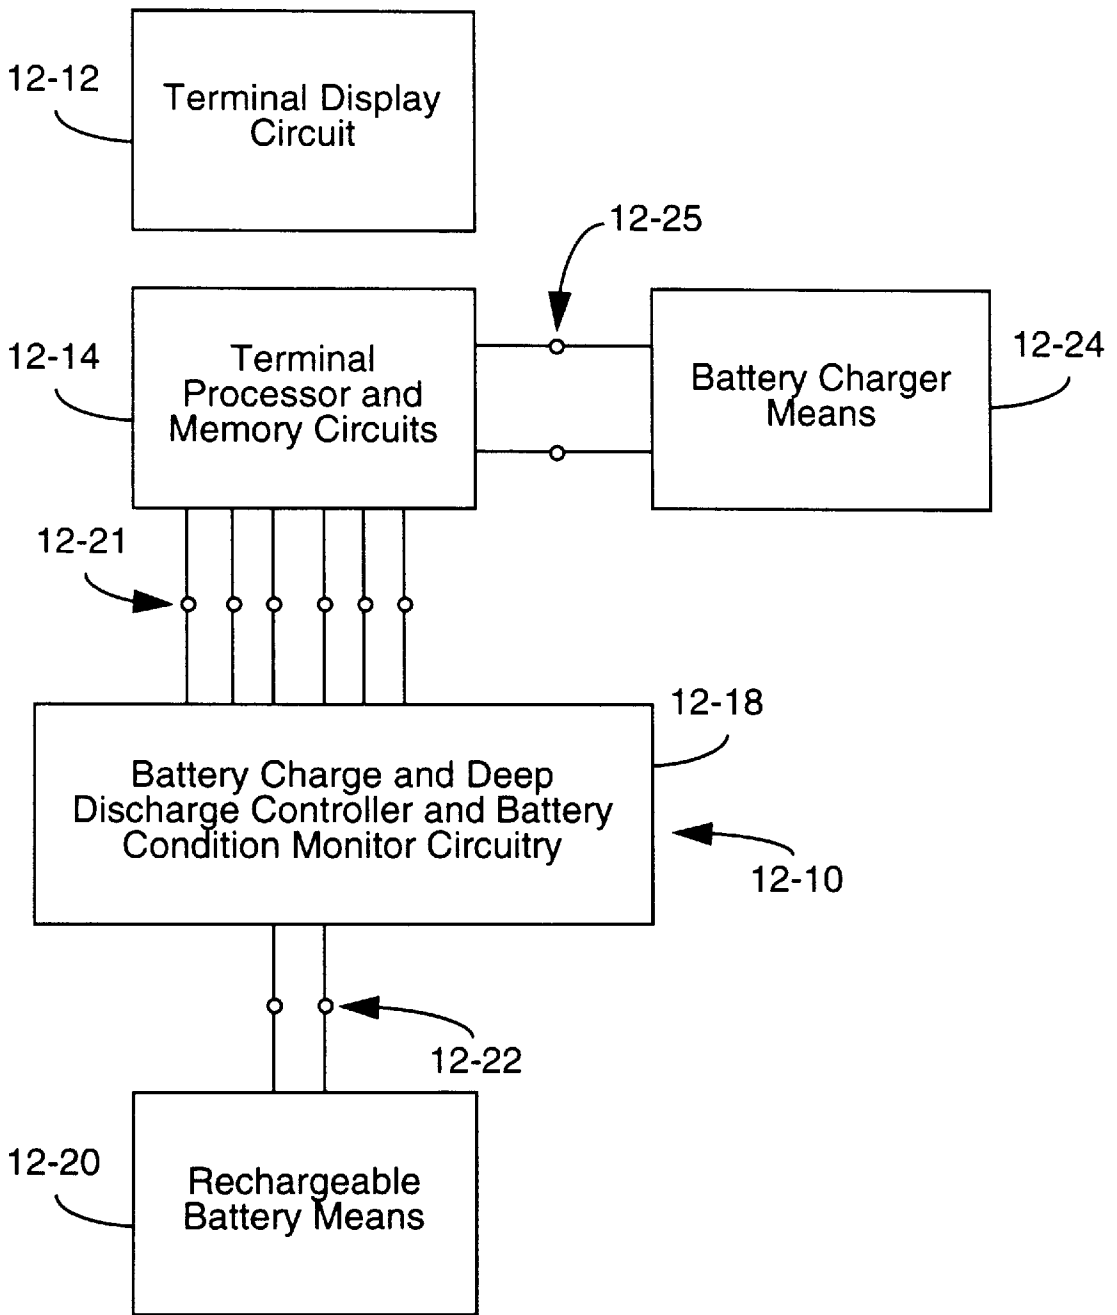 12-12
Terminal Display
Circuit
12-25
12-14
Terminal
Processor and
Memory Circuits
Battery Charger
Means
12-24
12-21
12-18
Battery Charge and Deep
Discharge Controller and Battery
Condition Monitor Circuitry
12-10
12-22
12-20
Rechargeable
Battery Means